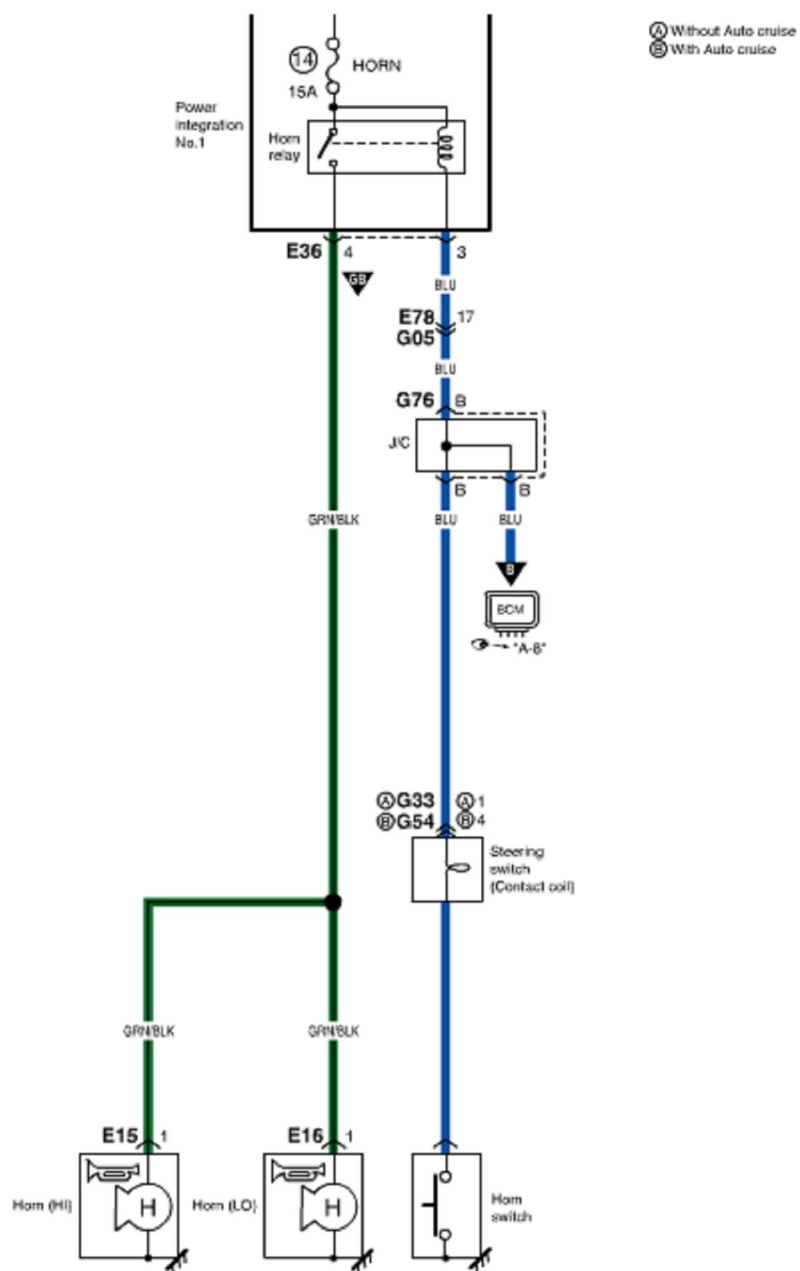 Ⓐ Without Auto cruise
Ⓑ With Auto cruise
14
HORN
15A
Power
integration
No.1
Horn
relay
E36 4
3
GB
BLU
E78 17
G05
BLU
G76 B
J/C
B B
GRN/BLK BLU BLU
B
BCM
"A-8"
ⒶG33 Ⓐ1
ⒷG54 Ⓑ4
Steering
switch
(Contact coil)
GRN/BLK GRN/BLK
E15 1 E16 1
Horn (HI) H
Horn (LO) H
Horn
switch